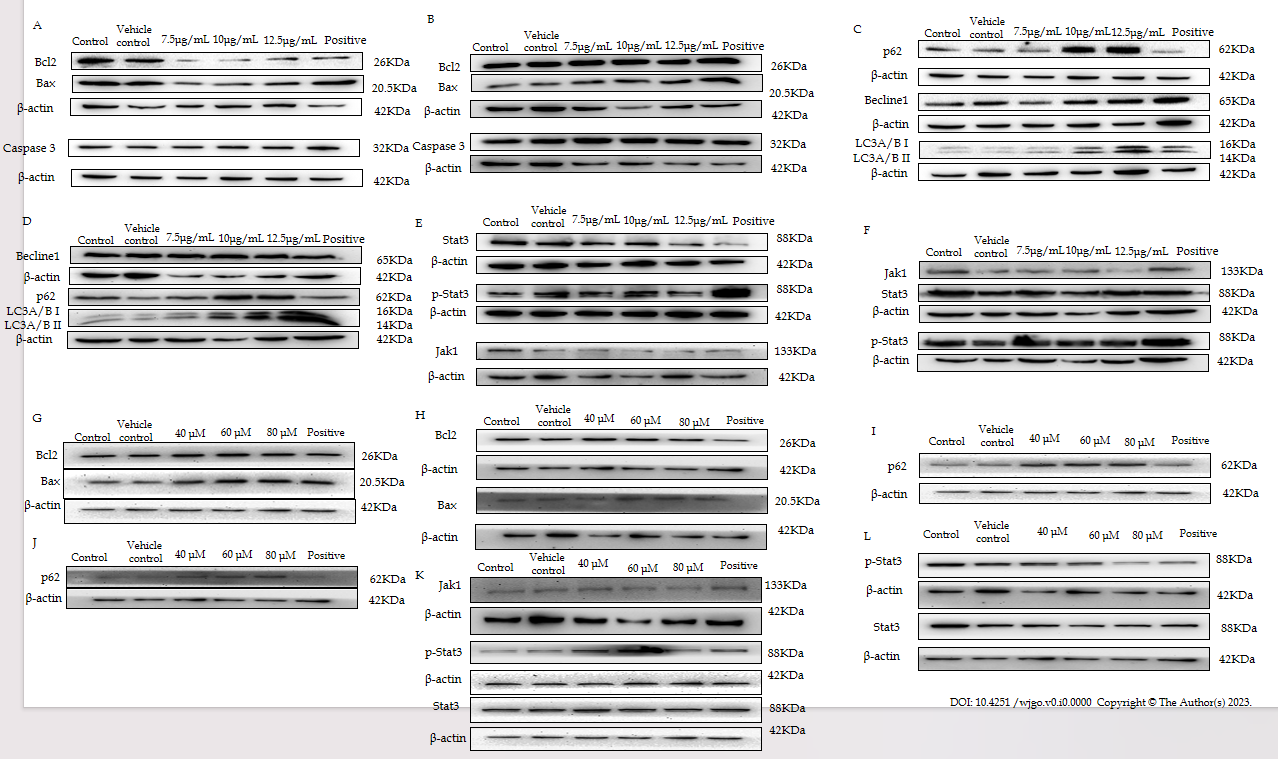 A
Control Vehicle control 7.5µg/mL 10µg/mL 12.5µg/mL Positive
Bcl2 26KDa
Bax 20.5KDa
β-actin 42KDa
Caspase 3 32KDa
β-actin 42KDa
B
Control Vehicle control 7.5µg/mL 10µg/mL 12.5µg/mL Positive
Bcl2 26KDa
Bax 20.5KDa
β-actin 42KDa
Caspase 3 32KDa
β-actin 42KDa
C
Control Vehicle control 7.5µg/mL 10µg/mL 12.5µg/mL Positive
p62 62KDa
β-actin 42KDa
Becline1 65KDa
β-actin 42KDa
LC3A/B I 16KDa
LC3A/B II 14KDa
β-actin 42KDa
D
Control Vehicle control 7.5µg/mL 10µg/mL 12.5µg/mL Positive
Becline1 65KDa
β-actin 42KDa
p62 62KDa
LC3A/B I 16KDa
LC3A/B II 14KDa
β-actin 42KDa
E
Control Vehicle control 7.5µg/mL 10µg/mL 12.5µg/mL Positive
Stat3 88KDa
β-actin 42KDa
p-Stat3 88KDa
β-actin 42KDa
Jak1 133KDa
β-actin 42KDa
F
Control Vehicle control 7.5µg/mL 10µg/mL 12.5µg/mL Positive
Jak1 133KDa
Stat3 88KDa
β-actin 42KDa
p-Stat3 88KDa
β-actin 42KDa
G
Control Vehicle control 40 µM 60 µM 80 µM Positive
Bcl2 26KDa
Bax 20.5KDa
β-actin 42KDa
H
Control Vehicle control 40 µM 60 µM 80 µM Positive
Bcl2 26KDa
β-actin 42KDa
Bax 20.5KDa
β-actin 42KDa
I
Control Vehicle control 40 µM 60 µM 80 µM Positive
p62 62KDa
β-actin 42KDa
J
Control Vehicle control 40 µM 60 µM 80 µM Positive
p62 62KDa
β-actin 42KDa
K
Control Vehicle control 40 µM 60 µM 80 µM Positive
Jak1 133KDa
β-actin 42KDa
p-Stat3 88KDa
β-actin 42KDa
Stat3 88KDa
β-actin 42KDa
L
Control Vehicle control 40 µM 60 µM 80 µM Positive
p-Stat3 88KDa
β-actin 42KDa
Stat3 88KDa
β-actin 42KDa
DOI: 10.4251 /wjgo.v0.i0.0000 Copyright © The Author(s) 2023.